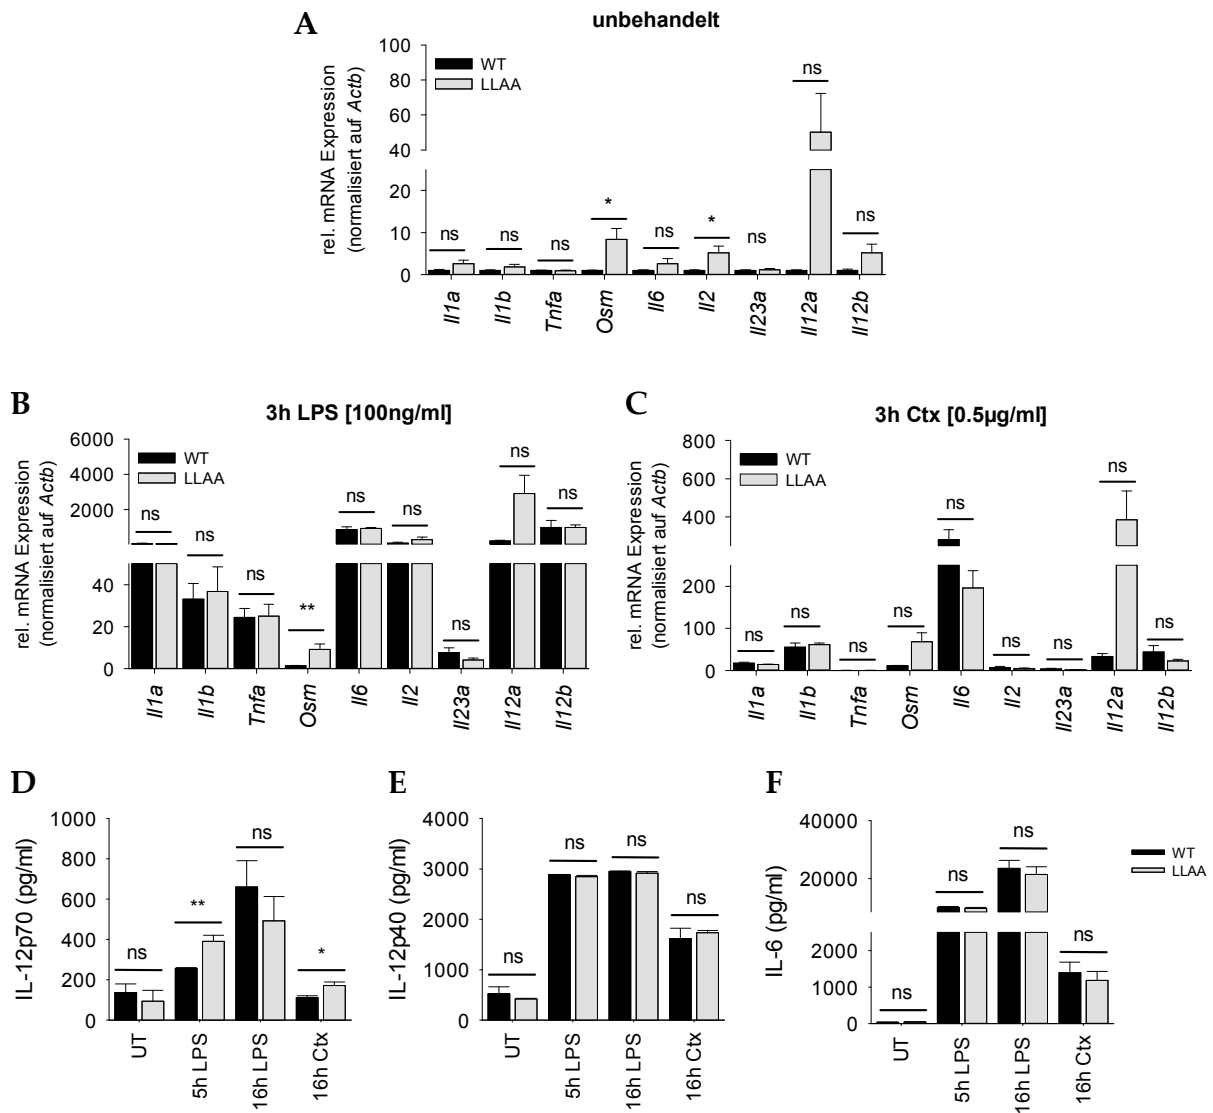 A
unbehandelt
rel. mRNA Expression
(normalisiert auf Actb)
100
80
60
40
20
10
0
WT
LLAA
ns
ns
ns
*
ns
*
ns
ns
ns
Il1a
Il1b
Tnfa
Osm
Il6
Il2
Il23a
Il12a
Il12b
B
3h LPS [100ng/ml]
rel. mRNA Expression
(normalisiert auf Actb)
6000
4000
2000
40
20
0
WT
LLAA
ns
ns
ns
**
ns
ns
ns
ns
ns
Il1a
Il1b
Tnfa
Osm
Il6
Il2
Il23a
Il12a
Il12b
C
3h Ctx [0.5µg/ml]
rel. mRNA Expression
(normalisiert auf Actb)
800
600
400
200
100
0
WT
LLAA
ns
ns
ns
ns
ns
ns
ns
ns
ns
Il1a
Il1b
Tnfa
Osm
Il6
Il2
Il23a
Il12a
Il12b
D
IL-12p70 (pg/ml)
1000
800
600
400
200
0
ns
**
ns
*
UT
5h LPS
16h LPS
16h Ctx
E
IL-12p40 (pg/ml)
4000
3000
2000
1000
0
ns
ns
ns
ns
UT
5h LPS
16h LPS
16h Ctx
F
IL-6 (pg/ml)
40000
20000
2000
1000
0
ns
ns
ns
ns
UT
5h LPS
16h LPS
16h Ctx
WT
LLAA